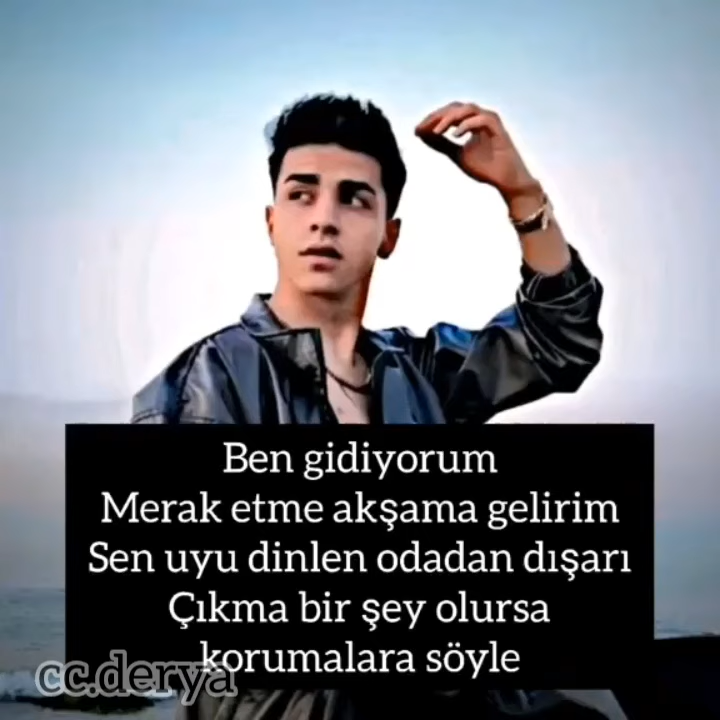 Ben gidiyorum
Merak etme akşama gelirim
Sen uyu dinlen odadan dışarı
Çıkma bir şey olursa
korumalara söyle
cc.derya